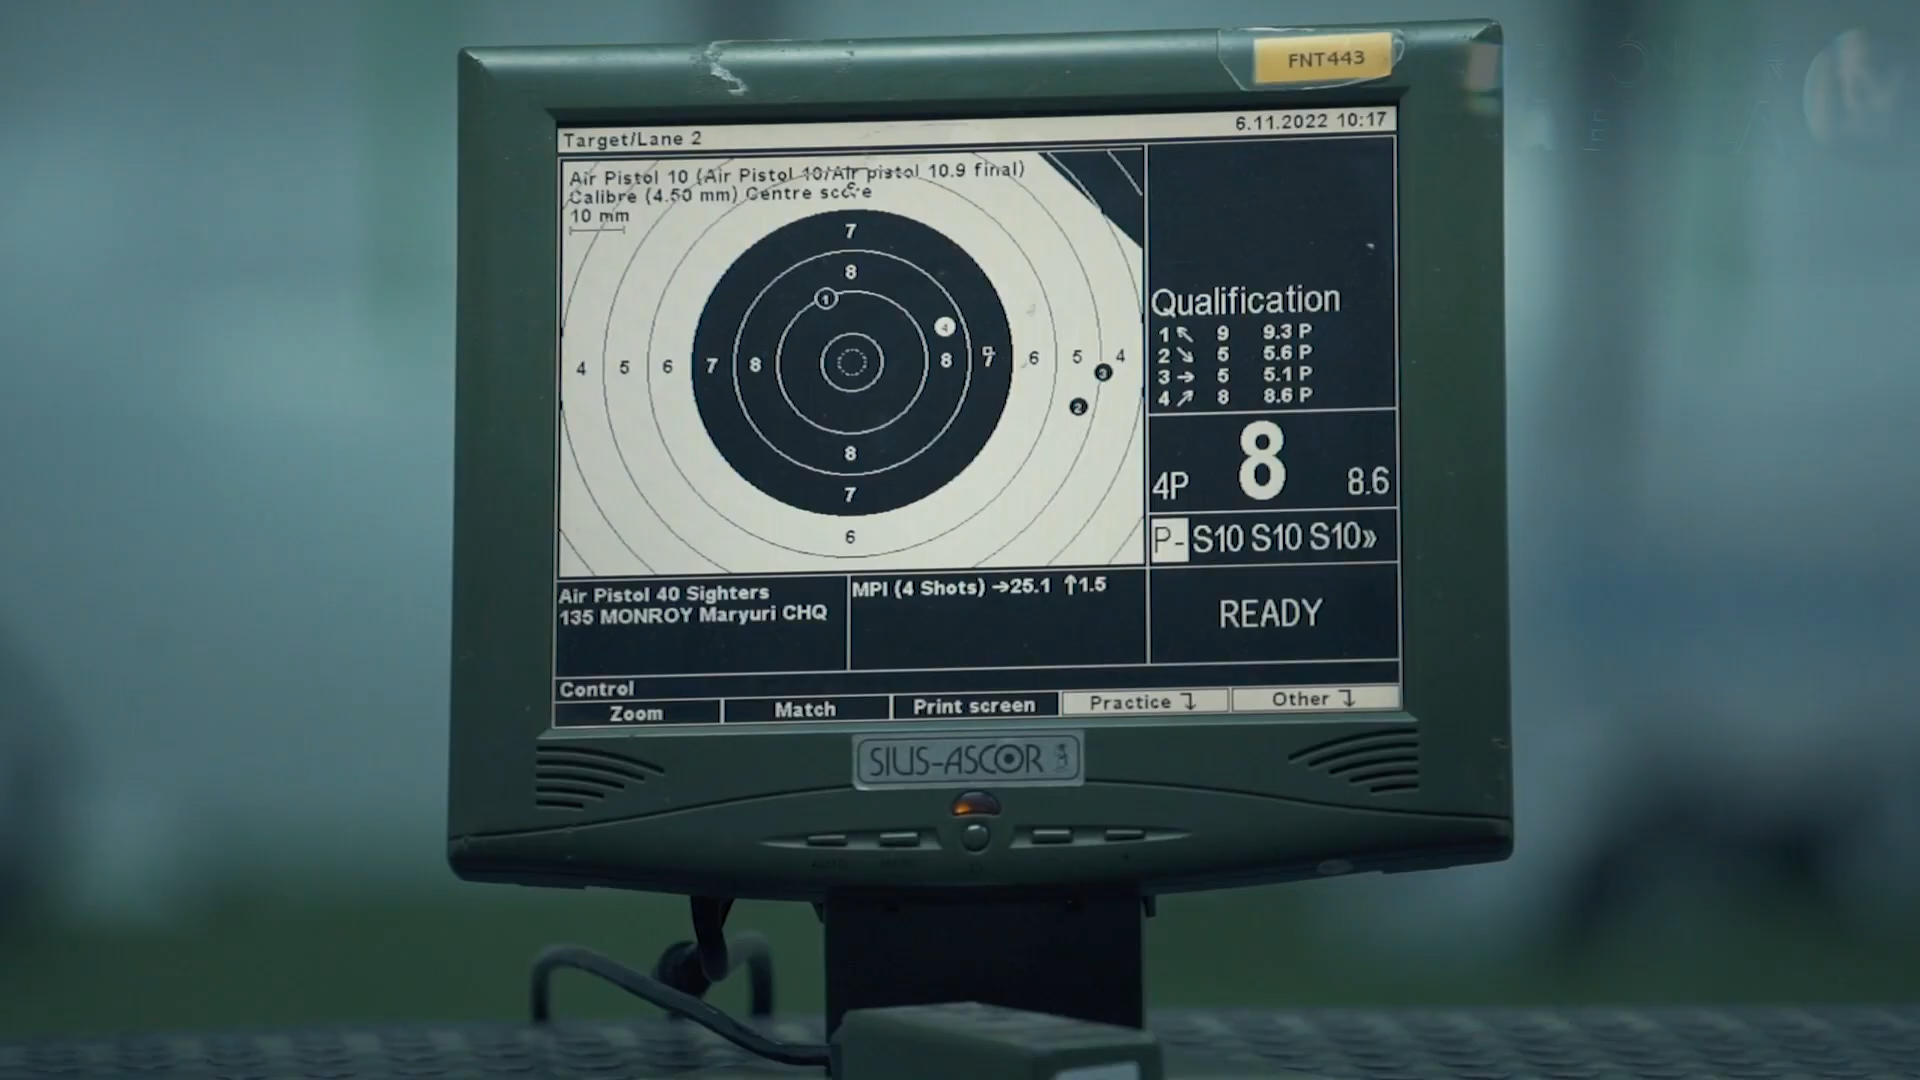 FNT443
Target/Lane 2
6.11.2022 10:17
Air Pistol 10 (Air Pistol 10/Air pistol 10.9 final)
Calibre (4.50 mm) Centre score
10 mm
7
8
1
4
4 5 6 7 8 8 7 6 5 4
3
2
8
7
6
Qualification
1 ↖ 9 9.3 P
2 ↘ 5 5.6 P
3 → 5 5.1 P
4 ↗ 8 8.6 P
4P 8 8.6
P- S10 S10 S10»
Air Pistol 40 Sighters
135 MONROY Maryuri CHQ
MPI (4 Shots) →25.1 ↑1.5
READY
Control
Zoom Match Print screen Practice Other
SIUS-ASCOR